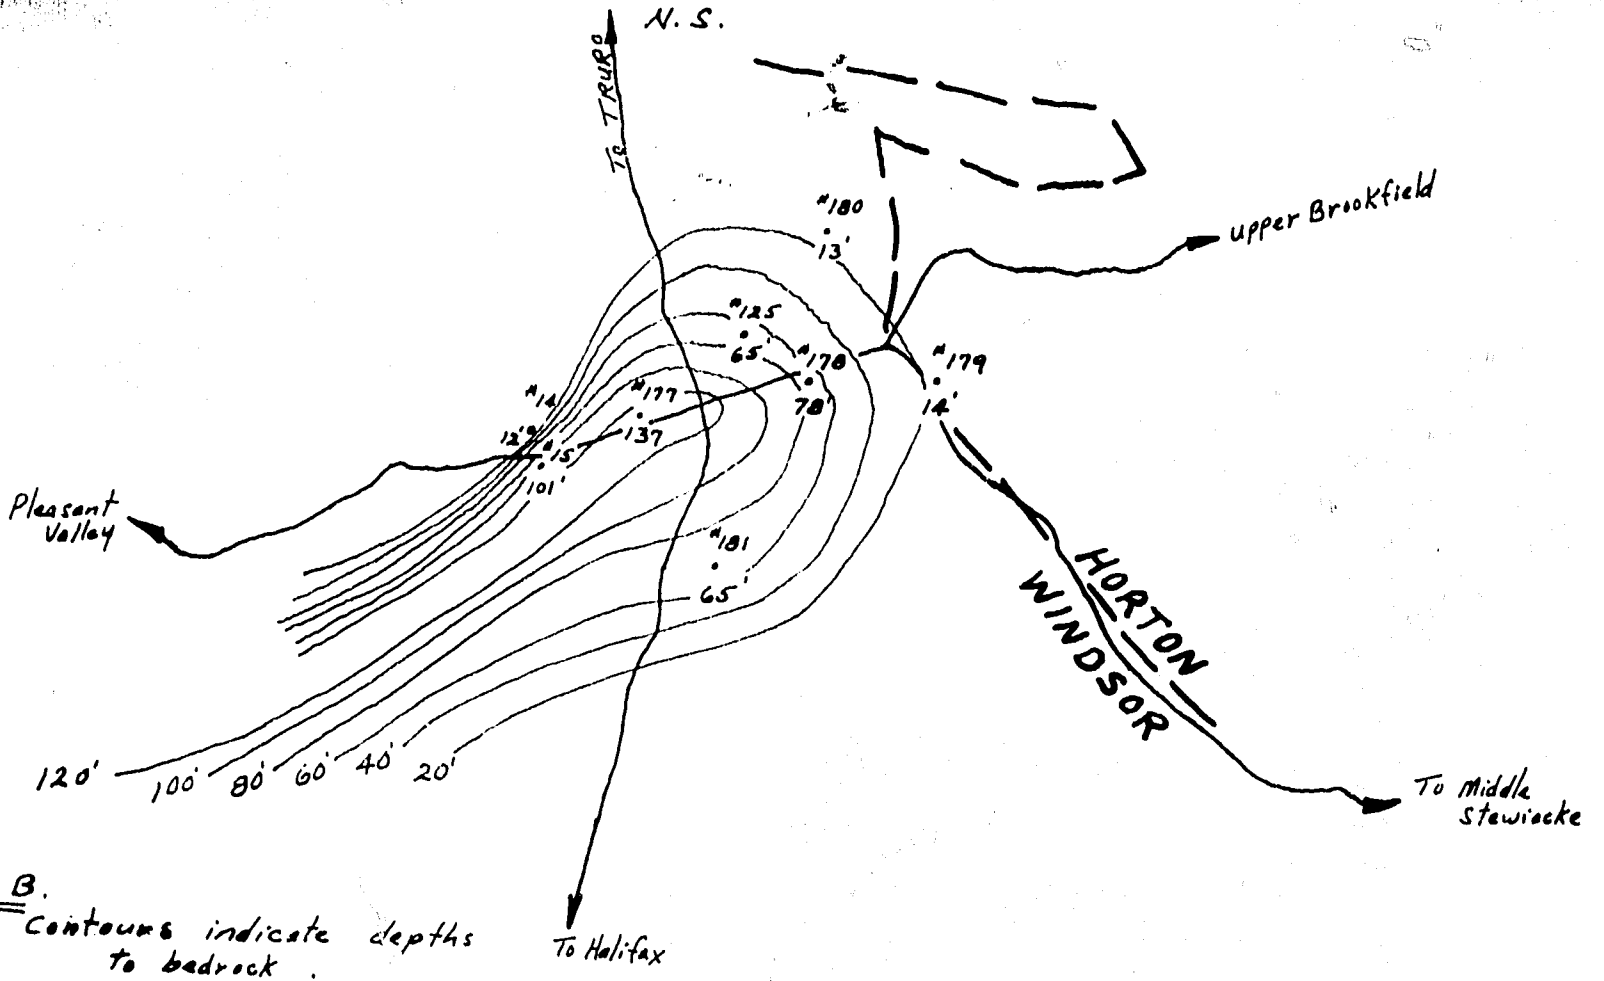 N. S.
To TRURO
upper Brookfield
#180
13'
#125
65'
#178
78'
#179
14'
#14
12'
#177
137
#15
101'
Pleasant
Valley
#181
65'
HORTON
WINDSOR
120'
100'
80'
60'
40'
20'
To Middle
Stewiacke
B.
Contours indicate depths
to bedrock .
To Halifax